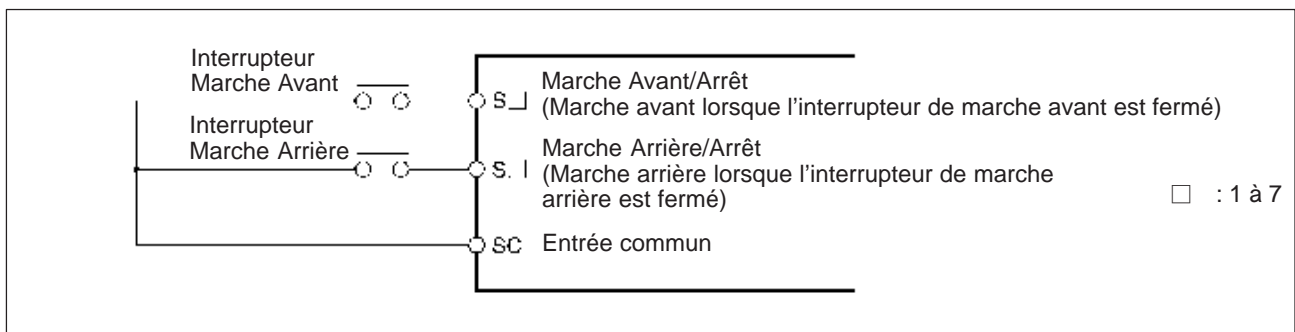 Interrupteur
Marche Avant
Marche Avant/Arrêt
(Marche avant lorsque l'interrupteur de marche avant est fermé)
Interrupteur
Marche Arrière
Marche Arrière/Arrêt
(Marche arrière lorsque l'interrupteur de marche
arrière est fermé)
□ : 1 à 7
SC Entrée commun